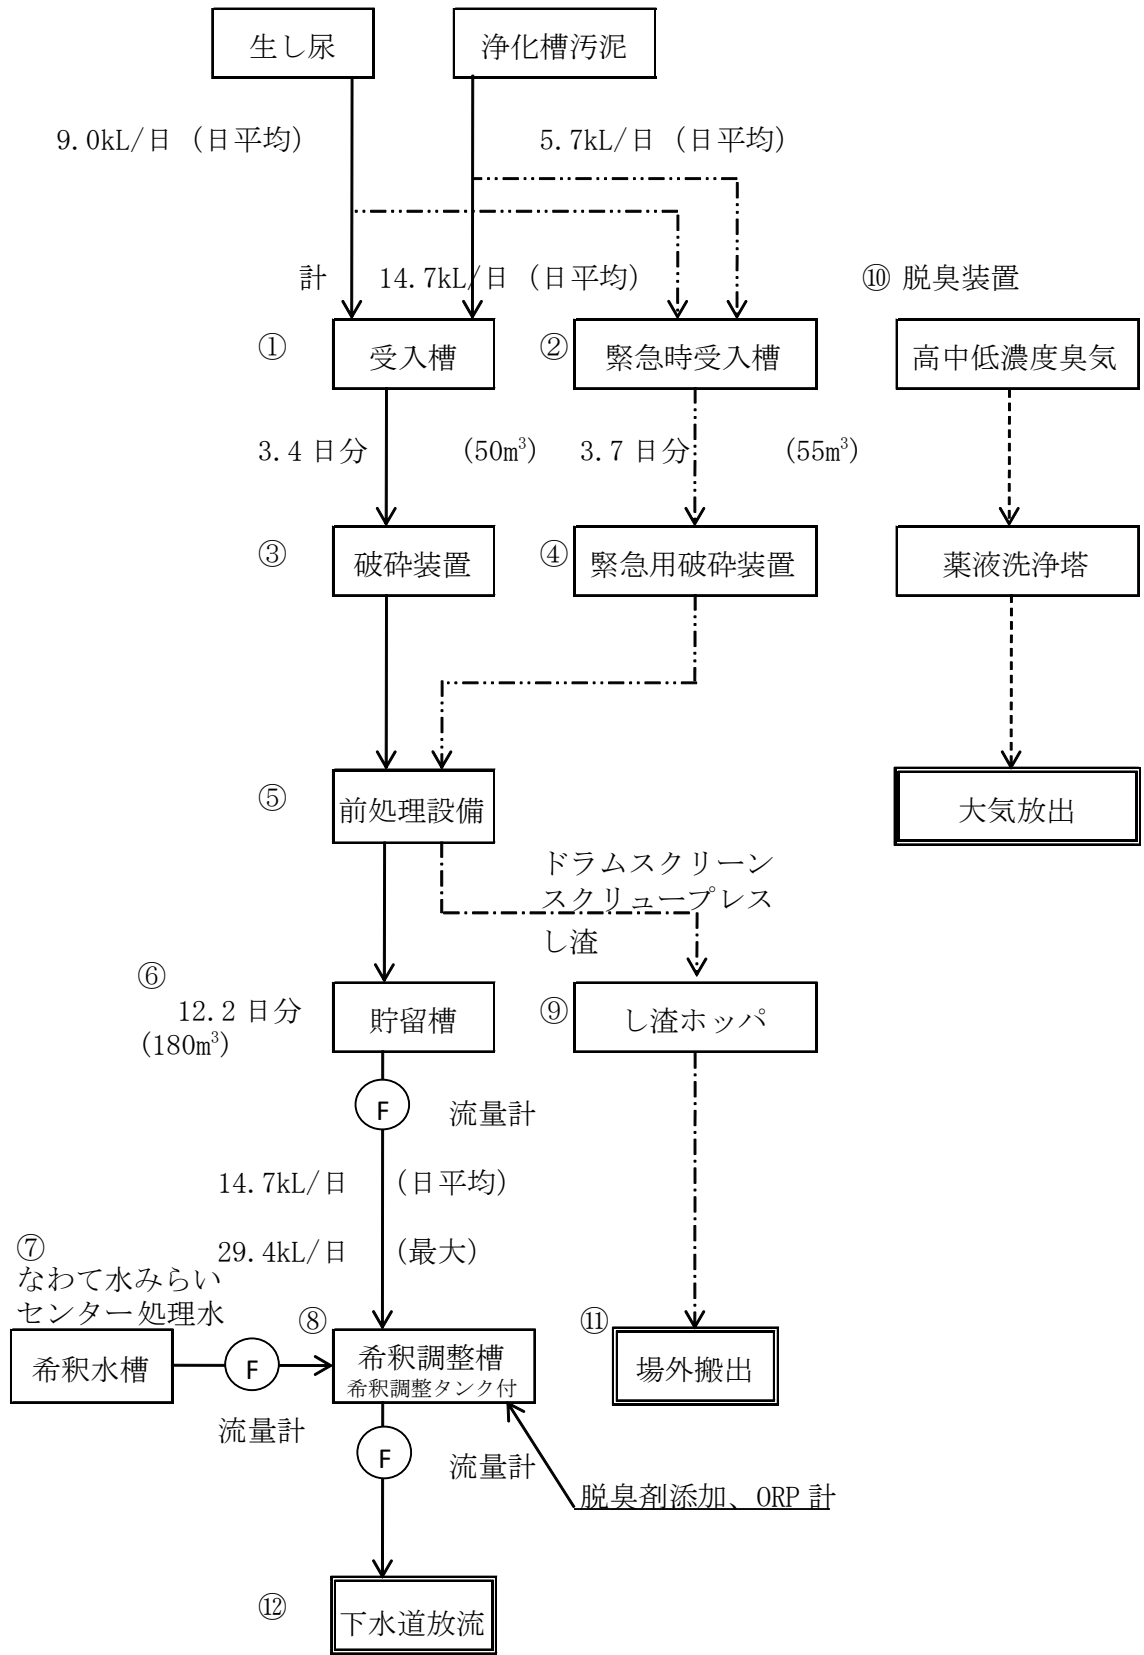 生し尿
浄化槽汚泥
9.0kL/日 (日平均)
5.7kL/日 (日平均)
計 14.7kL/日 (日平均)
⑩ 脱臭装置
①
受入槽
②
緊急時受入槽
高中低濃度臭気
3.4 日分 (50m³)
3.7 日分 (55m³)
③
破砕装置
④
緊急用破砕装置
薬液洗浄塔
⑤
前処理設備
大気放出
ドラムスクリーン
スクリュープレス
し渣
⑥
12.2 日分
(180m³)
貯留槽
⑨
し渣ホッパ
F
流量計
14.7kL/日 (日平均)
29.4kL/日 (最大)
⑦
なわて水みらい
センター処理水
希釈水槽
F
流量計
⑧
希釈調整槽
希釈調整タンク付
⑪
場外搬出
F
流量計
脱臭剤添加、ORP 計
⑫
下水道放流